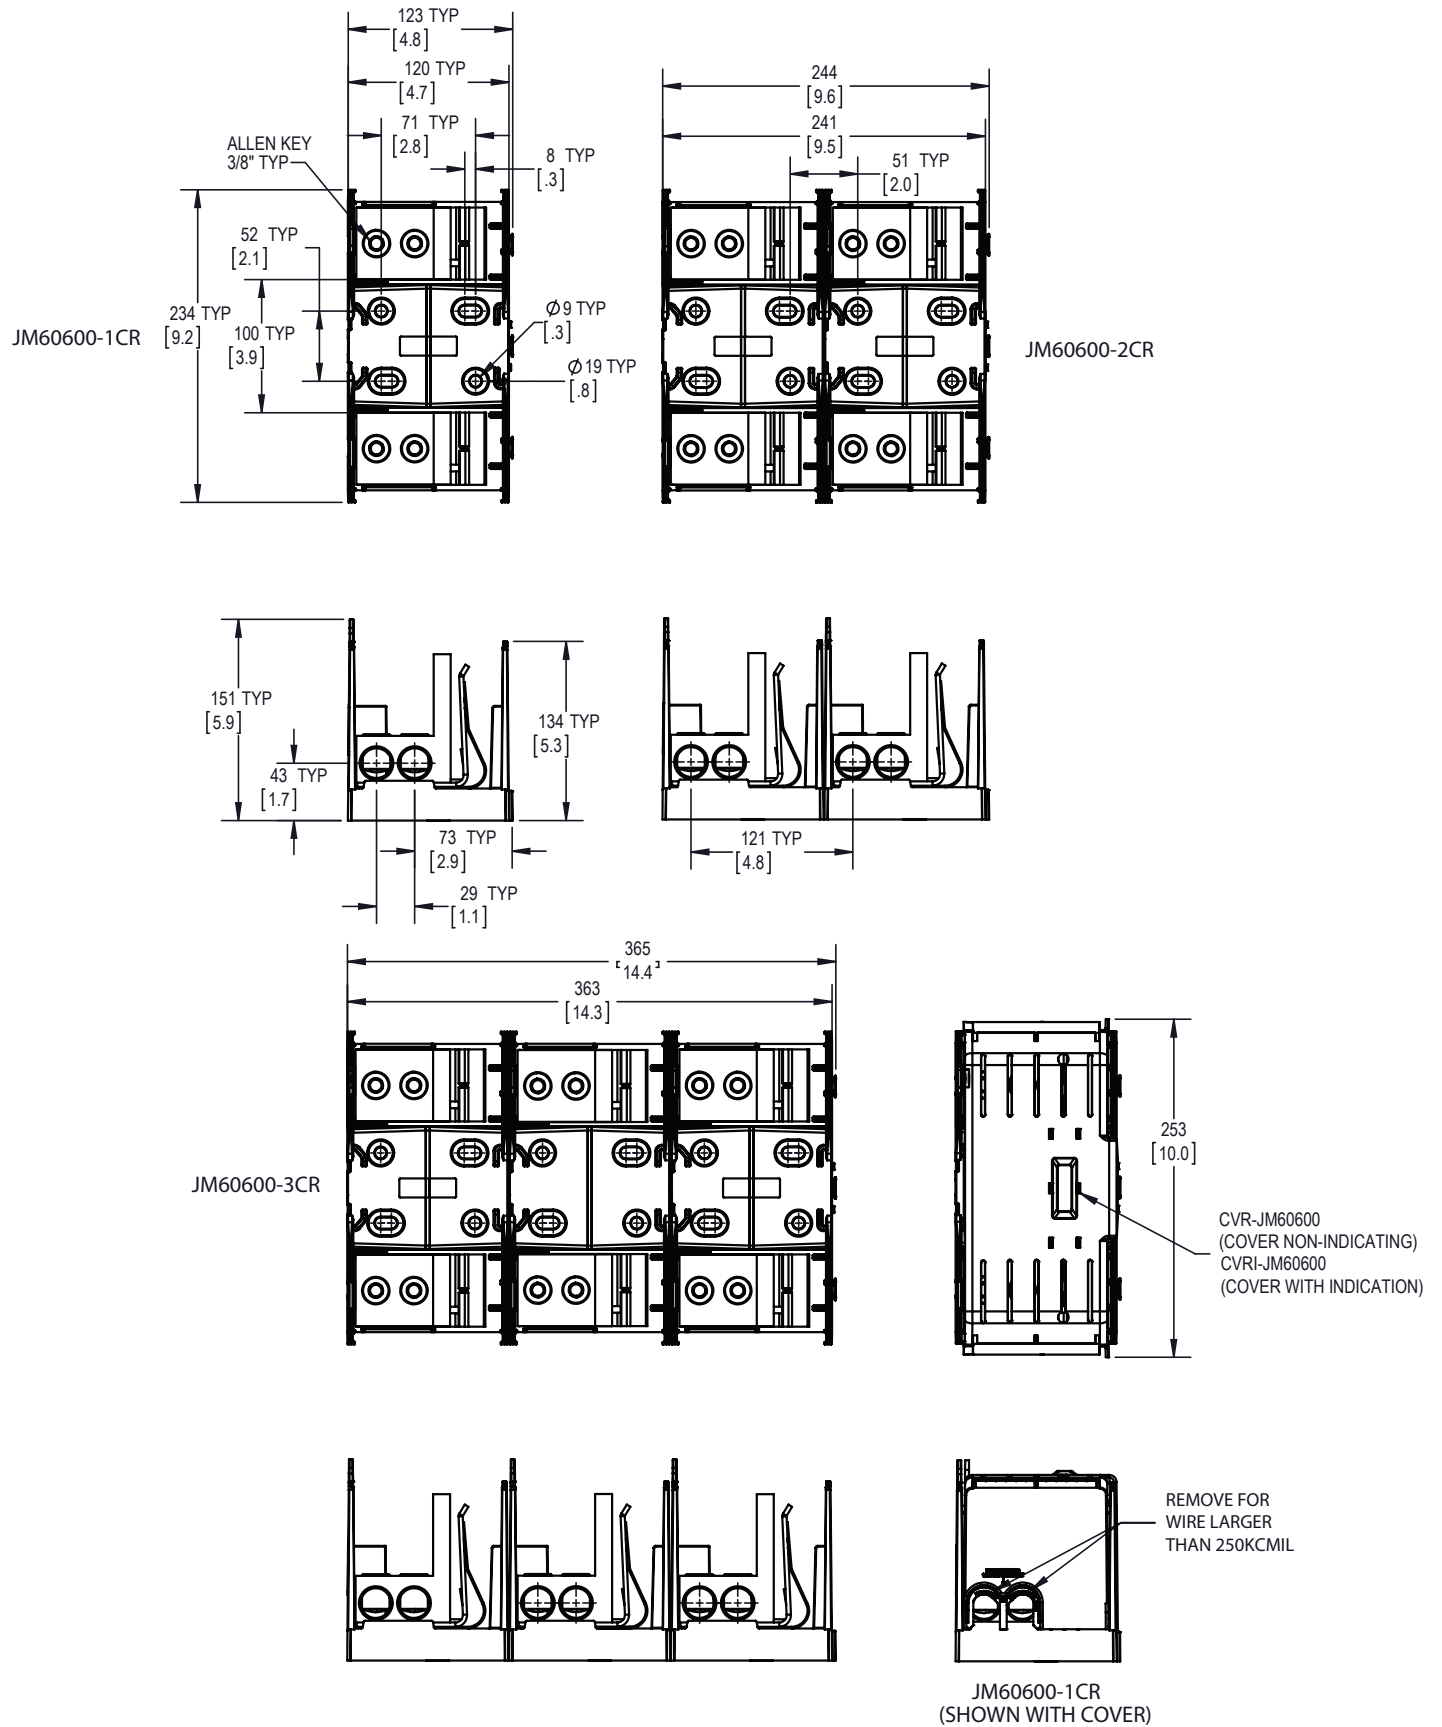 123 TYP
[4.8]
120 TYP
[4.7]
71 TYP
[2.8]
8 TYP
[.3]
ALLEN KEY
3/8" TYP
52 TYP
[2.1]
234 TYP
[9.2]
100 TYP
[3.9]
Ø9 TYP
[.3]
Ø19 TYP
[.8]
JM60600-1CR
244
[9.6]
241
[9.5]
51 TYP
[2.0]
JM60600-2CR
151 TYP
[5.9]
43 TYP
[1.7]
134 TYP
[5.3]
73 TYP
[2.9]
29 TYP
[1.1]
121 TYP
[4.8]
365
[14.4]
363
[14.3]
JM60600-3CR
253
[10.0]
CVR-JM60600
(COVER NON-INDICATING)
CVRI-JM60600
(COVER WITH INDICATION)
REMOVE FOR
WIRE LARGER
THAN 250KCMIL
JM60600-1CR
(SHOWN WITH COVER)